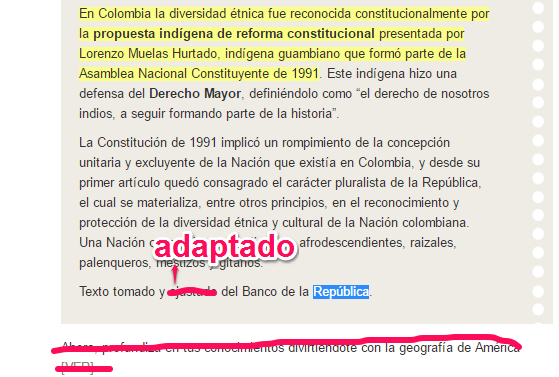 En Colombia la diversidad étnica fue reconocida constitucionalmente por
la propuesta indígena de reforma constitucional presentada por
Lorenzo Muelas Hurtado, indígena guambiano que formó parte de la
Asamblea Nacional Constituyente de 1991. Este indígena hizo una
defensa del Derecho Mayor, definiéndolo como “el derecho de nosotros
indios, a seguir formando parte de la historia”.
La Constitución de 1991 implicó un rompimiento de la concepción
unitaria y excluyente de la Nación que existía en Colombia, y desde su
primer artículo quedó consagrado el carácter pluralista de la República,
el cual se materializa, entre otros principios, en el reconocimiento y
protección de la diversidad étnica y cultural de la Nación colombiana.
Una Nación afrodescendientes, raizales,
adaptado
palenqueros, mestizos y gitanos.
Texto tomado y ajustado del Banco de la República.
Ahora, profundiza en tus conocimientos divirtiéndote con la geografía de América
[VER]